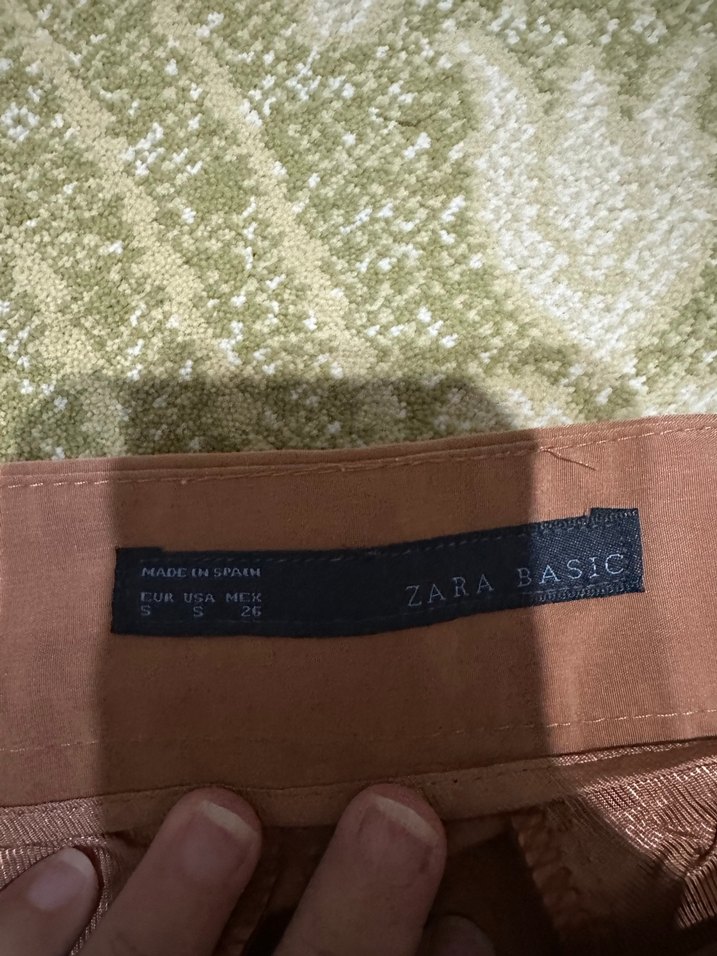 MADE IN SPAIN
EUR USA MEX
S S 26
ZARA BASIC